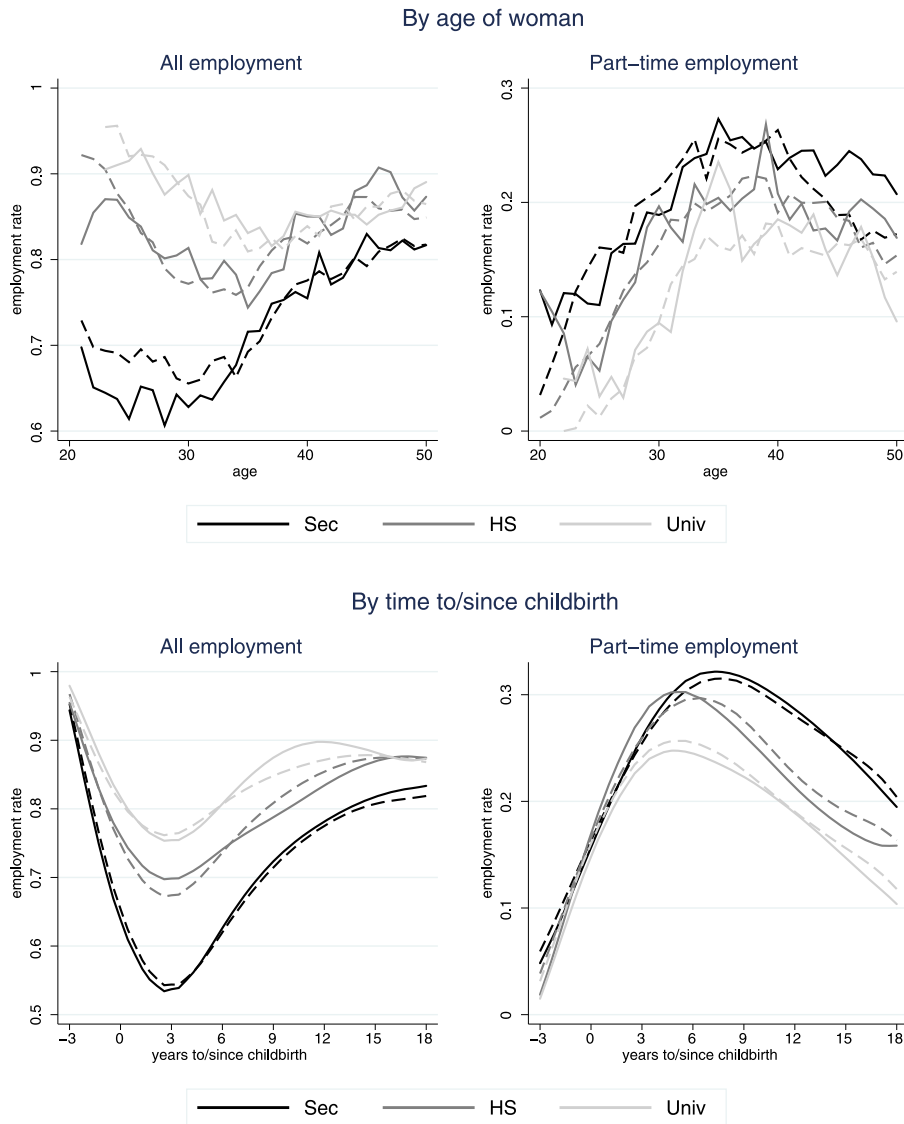 By age of woman
All employment
Part−time employment
employment rate
1
0.9
0.8
0.7
0.6
20
30
40
50
age
employment rate
0.3
0.2
0.1
0
20
30
40
50
age
Sec
HS
Univ
By time to/since childbirth
All employment
Part−time employment
employment rate
1
0.9
0.8
0.7
0.6
0.5
−3
0
3
6
9
12
15
18
years to/since childbirth
employment rate
0.3
0.2
0.1
0
−3
0
3
6
9
12
15
18
years to/since childbirth
Sec
HS
Univ